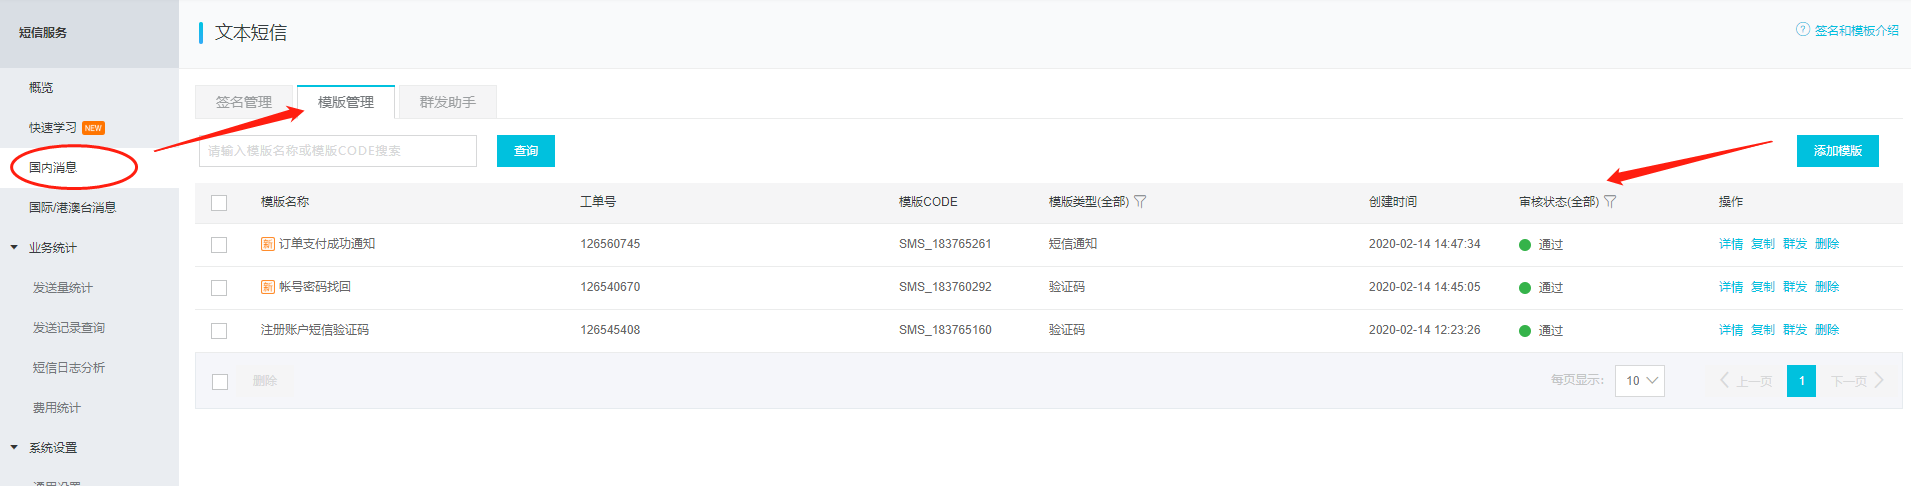 短信服务
概览
快速学习 NEW
国内消息
国际/港澳台消息
业务统计
发送量统计
发送记录查询
短信日志分析
费用统计
系统设置
文本短信
签名和模板介绍
签名管理 模版管理 群发助手
请输入模版名称或模版CODE搜索 查询 添加模版
模版名称 工单号 模版CODE 模版类型(全部) 创建时间 审核状态(全部) 操作
新 订单支付成功通知 126560745 SMS_183765261 短信通知 2020-02-14 14:47:34 通过 详情 复制 群发 删除
新 帐号密码找回 126540670 SMS_183760292 验证码 2020-02-14 14:45:05 通过 详情 复制 群发 删除
注册账户短信验证码 126545408 SMS_183765160 验证码 2020-02-14 12:23:26 通过 详情 复制 群发 删除
删除 每页显示: 10 上一页 1 下一页